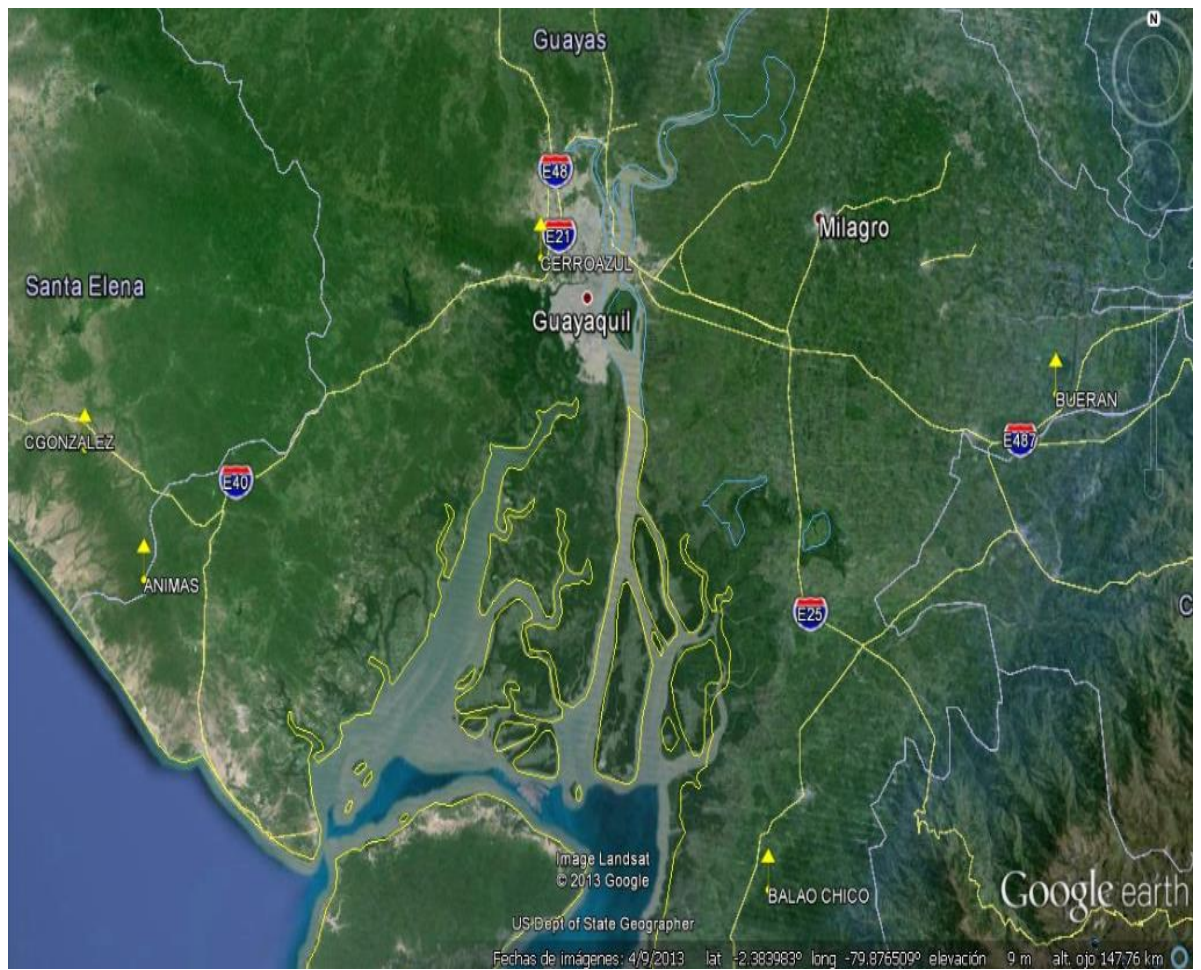 N
Guayas
E48
E21
CERROAZUL
Milagro
Santa Elena
Guayaquil
BUERAN
CGONZALEZ
E487
E40
ANIMAS
E25
C
Image Landsat
© 2013 Google
BALAO CHICO
Google earth
US Dept of State Geographer
Fechas de imágenes: 4/9/2013 lat -2.383983° long -79.876509° elevación 9 m alt. ojo 147.76 km